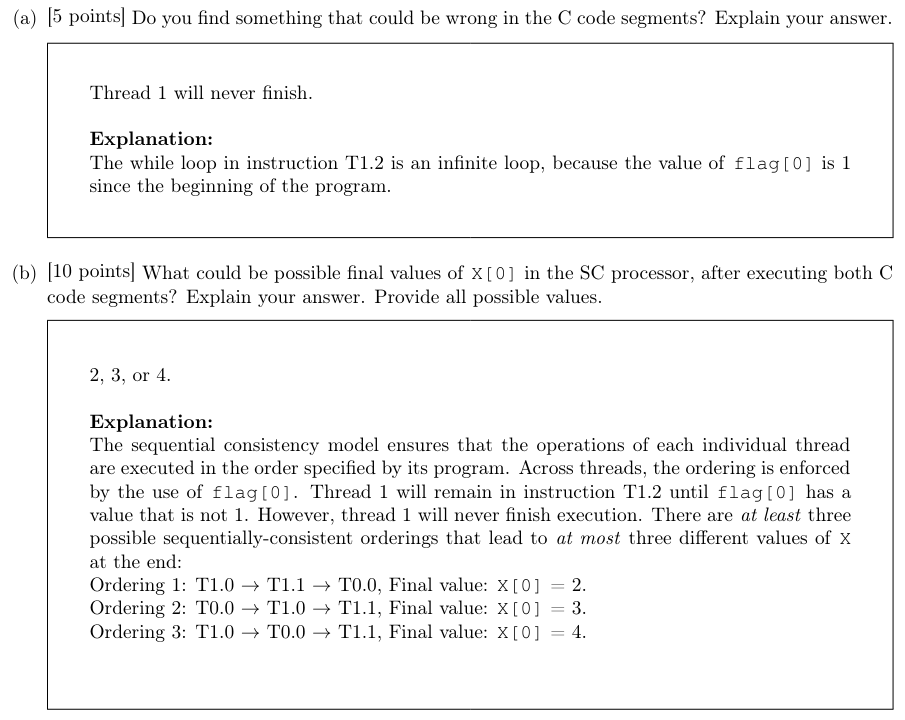 (a) [5 points] Do you find something that could be wrong in the C code segments? Explain your answer.
Thread 1 will never finish.
Explanation:
The while loop in instruction T1.2 is an infinite loop, because the value of flag[0] is 1
since the beginning of the program.
(b) [10 points] What could be possible final values of X[0] in the SC processor, after executing both C
code segments? Explain your answer. Provide all possible values.
2, 3, or 4.
Explanation:
The sequential consistency model ensures that the operations of each individual thread
are executed in the order specified by its program. Across threads, the ordering is enforced
by the use of flag[0]. Thread 1 will remain in instruction T1.2 until flag[0] has a
value that is not 1. However, thread 1 will never finish execution. There are at least three
possible sequentially-consistent orderings that lead to at most three different values of X
at the end:
Ordering 1: T1.0 → T1.1 → T0.0, Final value: X[0] = 2.
Ordering 2: T0.0 → T1.0 → T1.1, Final value: X[0] = 3.
Ordering 3: T1.0 → T0.0 → T1.1, Final value: X[0] = 4.